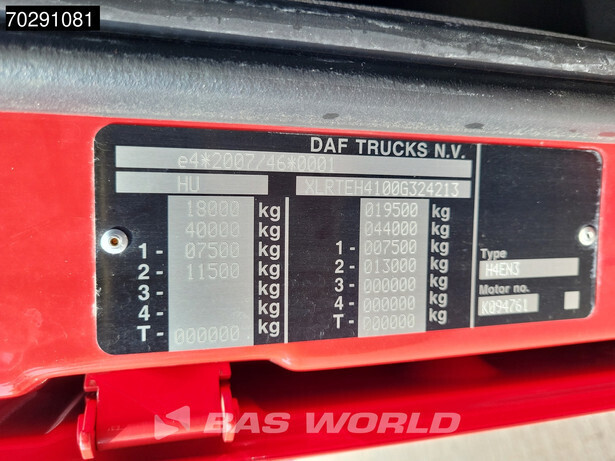 70291081
DAF TRUCKS N.V.
e4*2007/46*0001
HU XLRTEH4100G324213
18000 kg 019500 kg
40000 kg 044000 kg
1 - 07500 kg 1 - 007500 kg
2 - 11500 kg 2 - 013000 kg
3 - kg 3 - 000000 kg
4 - kg 4 - 000000 kg
T - 000000 kg T - 000000 kg
Type
H4EN3
Motor no.
K094761
BAS WORLD